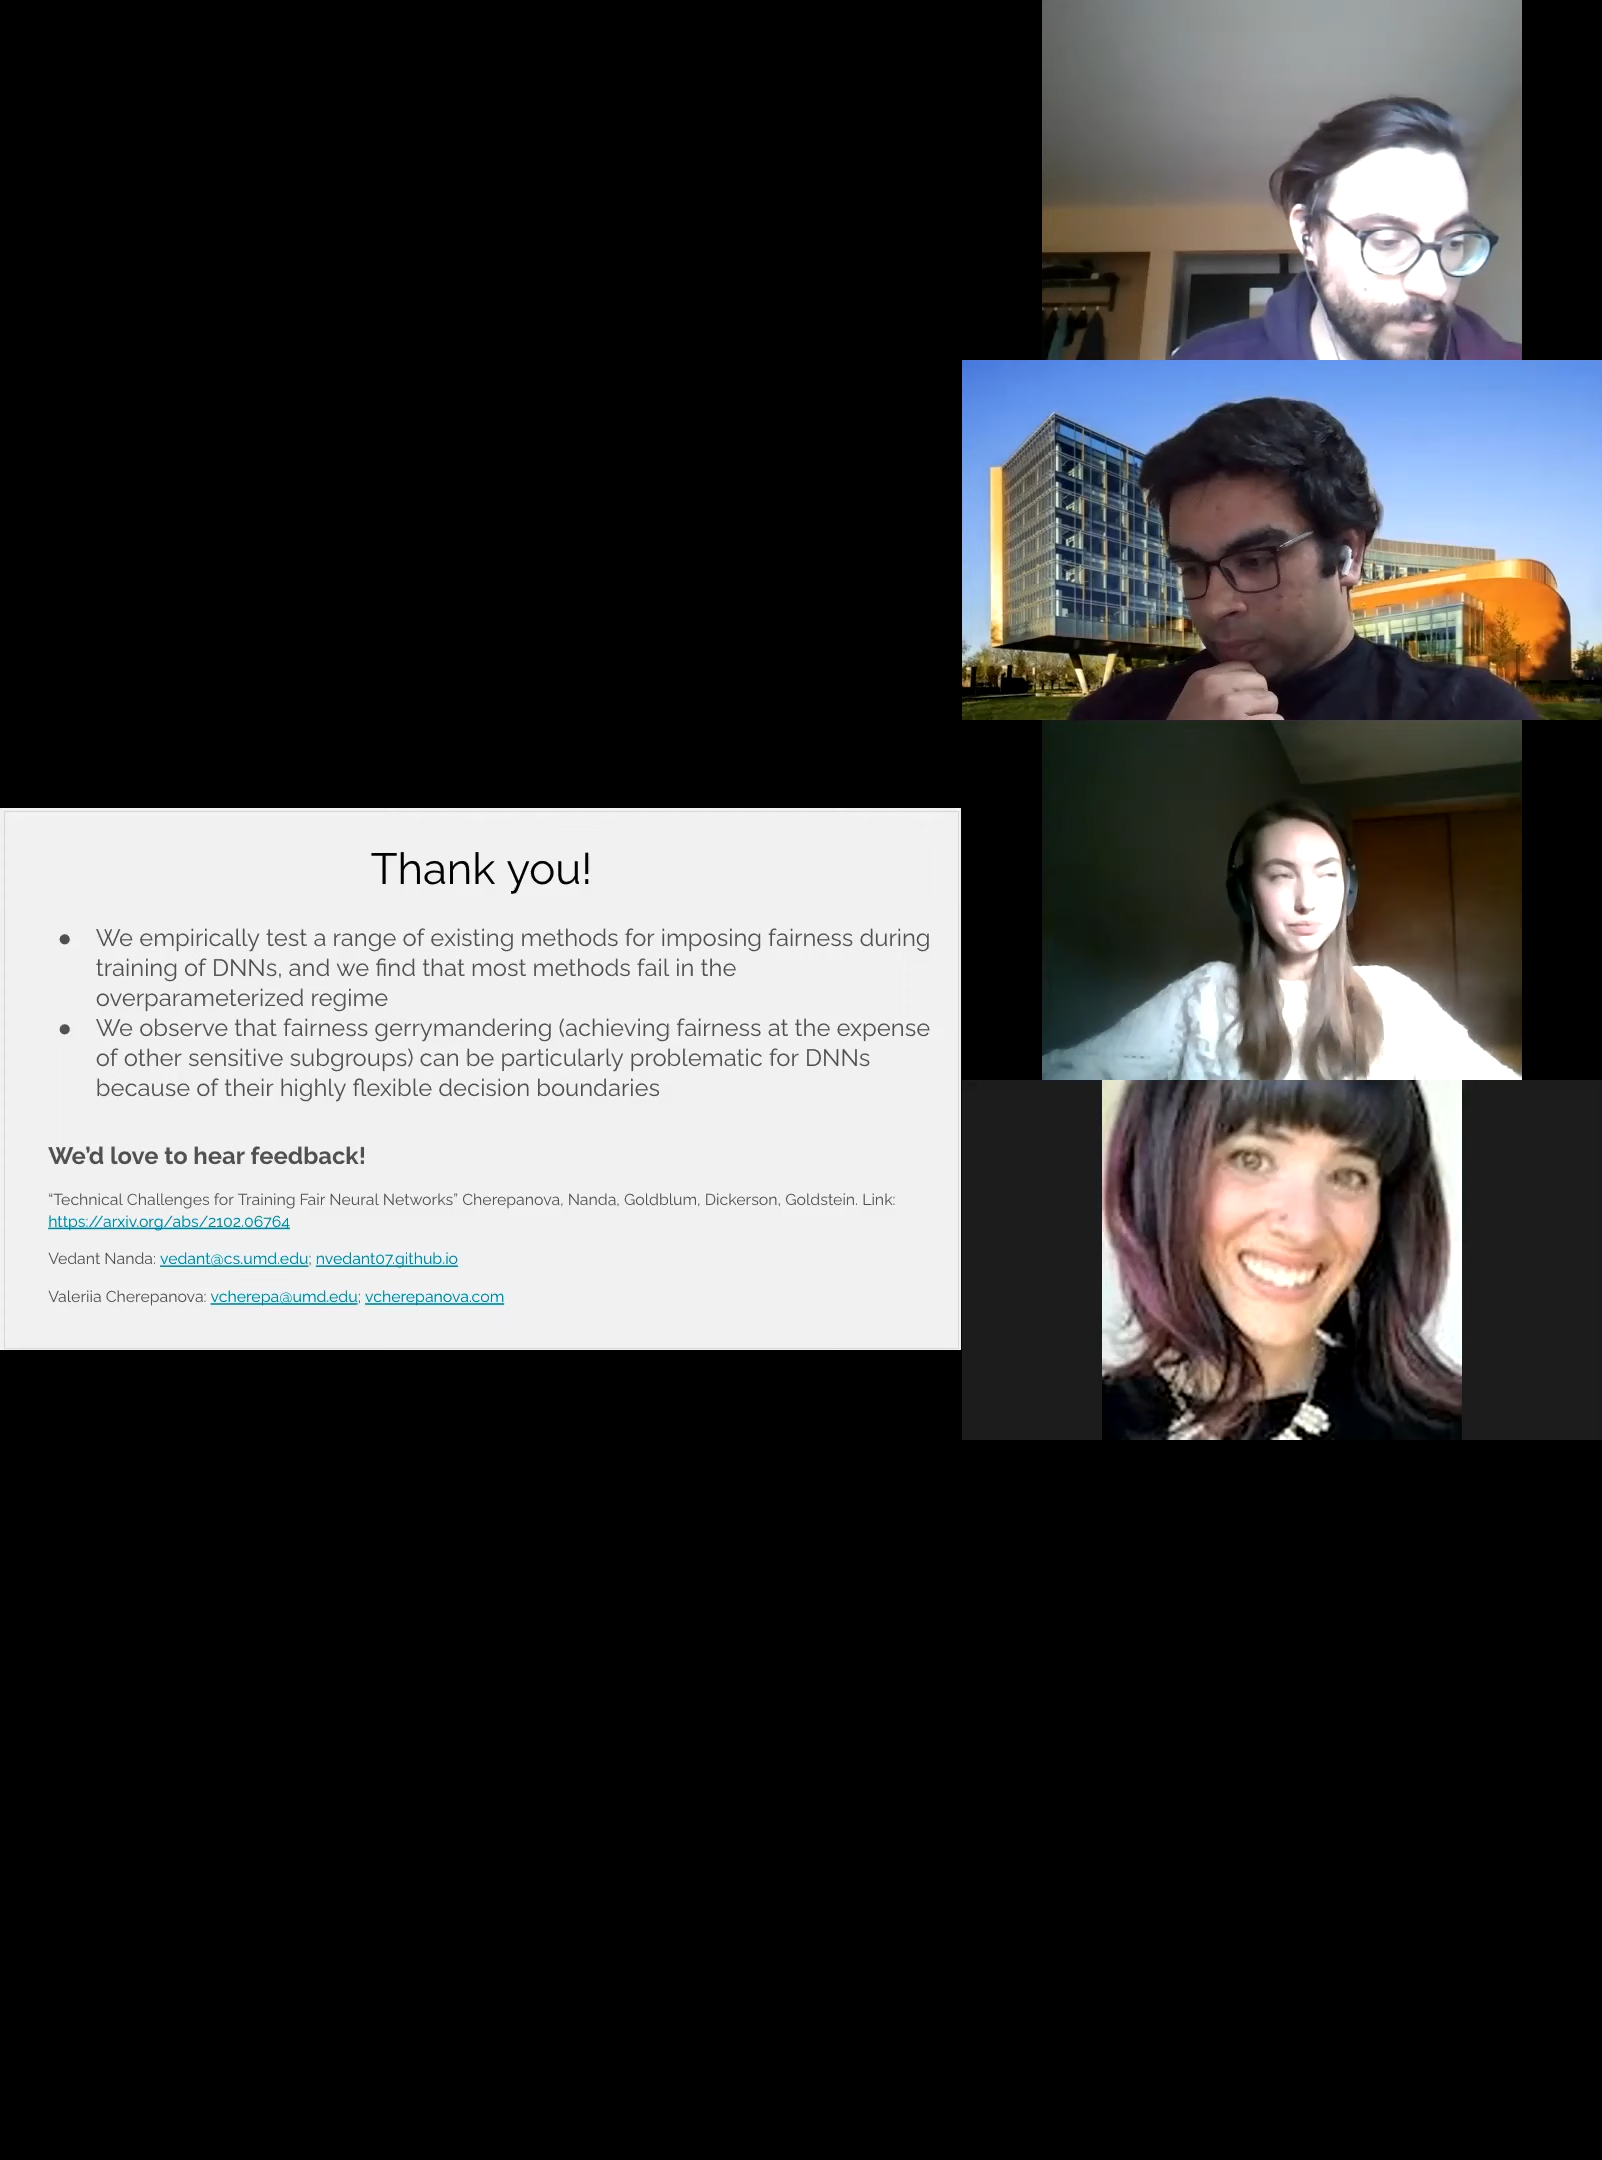 Thank you!
● We empirically test a range of existing methods for imposing fairness during
training of DNNs, and we find that most methods fail in the
overparameterized regime
● We observe that fairness gerrymandering (achieving fairness at the expense
of other sensitive subgroups) can be particularly problematic for DNNs
because of their highly flexible decision boundaries
We'd love to hear feedback!
“Technical Challenges for Training Fair Neural Networks” Cherepanova, Nanda, Goldblum, Dickerson, Goldstein. Link:
https://arxiv.org/abs/2102.06764
Vedant Nanda: vedant@cs.umd.edu; nvedant07.github.io
Valeriia Cherepanova: vcherepa@umd.edu; vcherepanova.com